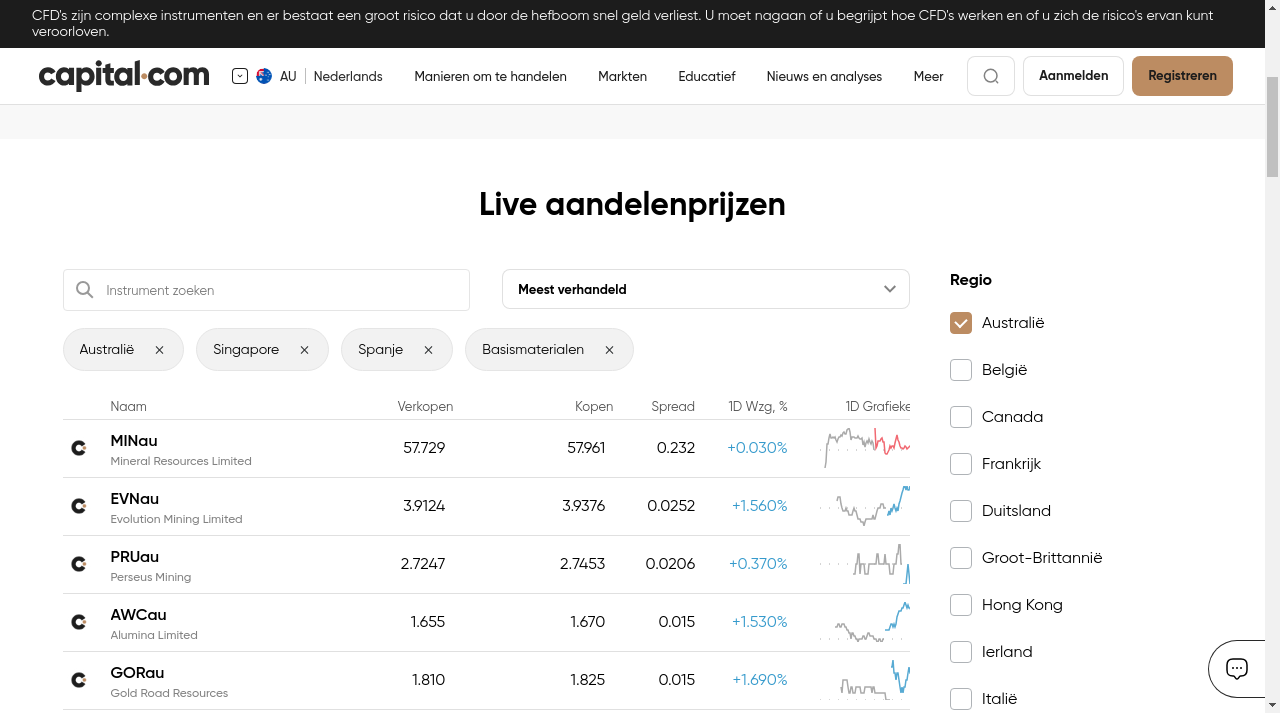 CFD's zijn complexe instrumenten en er bestaat een groot risico dat u door de hefboom snel geld verliest. U moet nagaan of u begrijpt hoe CFD's werken en of u zich de risico's ervan kunt
veroorloven.
capital.com AU Nederlands Manieren om te handelen Markten Educatief Nieuws en analyses Meer Aanmelden Registreren
Live aandelenprijzen
Instrument zoeken
Meest verhandeld
Australië
Singapore
Spanje
Basismaterialen
Naam Verkopen Kopen Spread 1D Wzg, % 1D Grafieke
MINau 57.729 57.961 0.232 +0.030%
Mineral Resources Limited
EVNau 3.9124 3.9376 0.0252 +1.560%
Evolution Mining Limited
PRUau 2.7247 2.7453 0.0206 +0.370%
Perseus Mining
AWCau 1.655 1.670 0.015 +1.530%
Alumina Limited
GORau 1.810 1.825 0.015 +1.690%
Gold Road Resources
Regio
Australië
België
Canada
Frankrijk
Duitsland
Groot-Brittannië
Hong Kong
Ierland
Italië